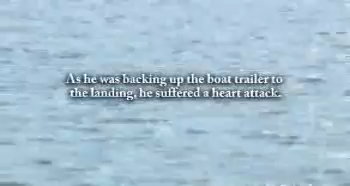 As he was backing up the boat trailer to
the landing, he suffered a heart attack.